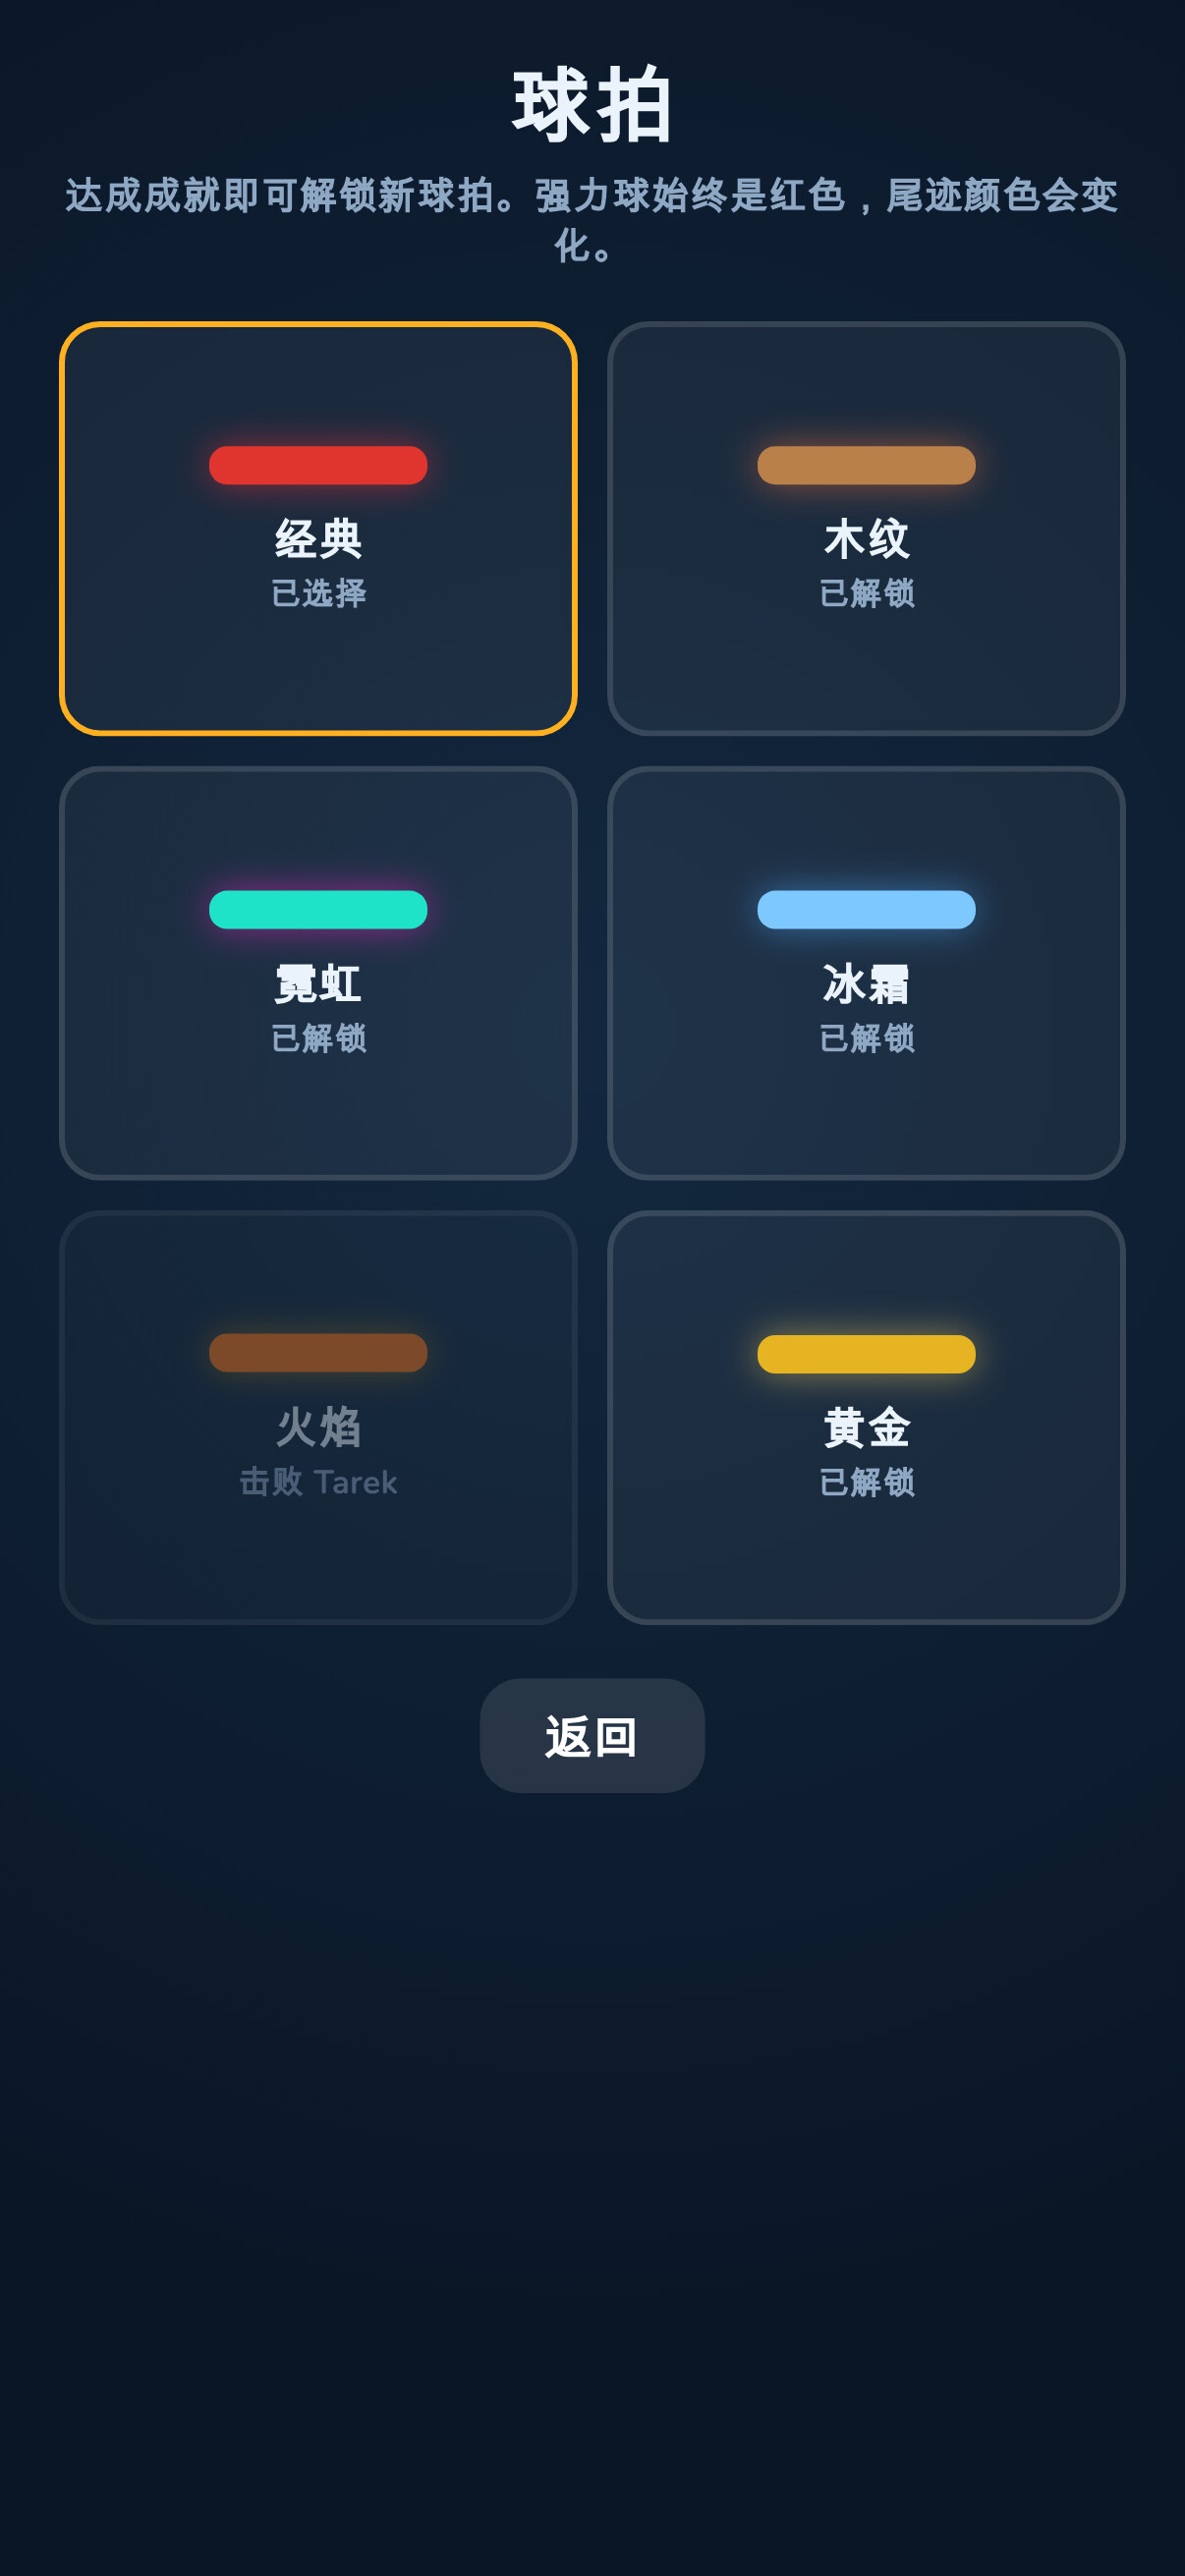 球拍
达成成就即可解锁新球拍。强力球始终是红色，尾迹颜色会变
化。
经典
已选择
木纹
已解锁
霓虹
已解锁
冰霜
已解锁
火焰
击败 Tarek
黄金
已解锁
返回